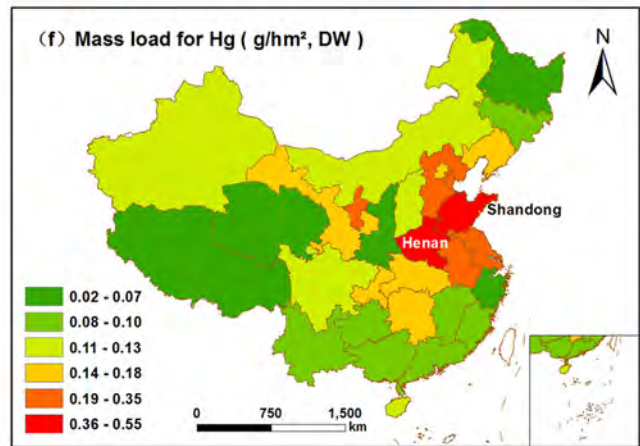 （f）Mass load for Hg ( g/hm², DW )
N
Shandong
Henan
0.02 - 0.07
0.08 - 0.10
0.11 - 0.13
0.14 - 0.18
0.19 - 0.35
0.36 - 0.55
0 750 1,500
km